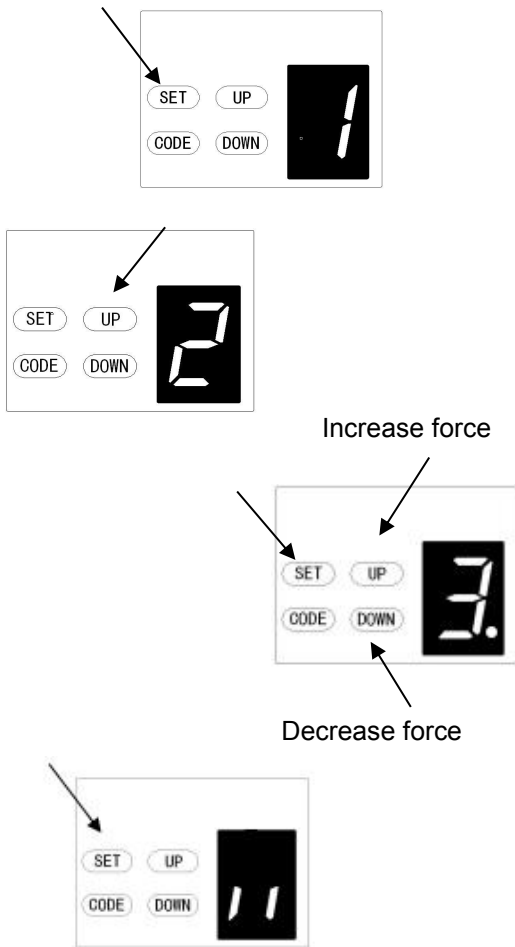 SET UP
CODE DOWN
1
SET UP
CODE DOWN
2
Increase force
SET UP
CODE DOWN
3.
Decrease force
SET UP
CODE DOWN
11